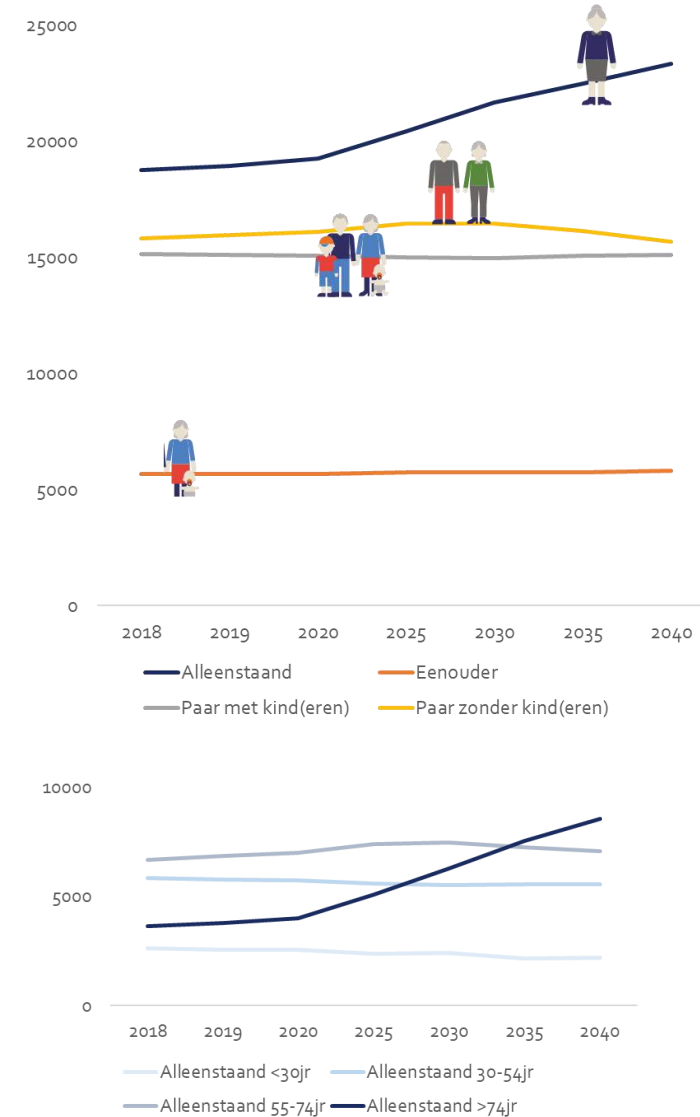 25000
20000
15000
10000
5000
0
2018 2019 2020 2025 2030 2035 2040
Alleenstaand Eenouder
Paar met kind(eren) Paar zonder kind(eren)
10000
5000
0
2018 2019 2020 2025 2030 2035 2040
Alleenstaand <30jr Alleenstaand 30-54jr
Alleenstaand 55-74jr Alleenstaand >74jr